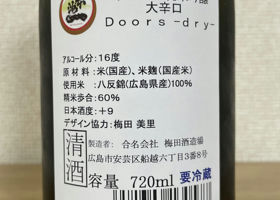 大辛口
Doors -dry-
アルコール分:16度
原材料:米(国産)、米麹(国産米)
使用米:八反錦(広島県産)100%
精米歩合:60%
日本酒度:+9
デザイン協力:梅田 美里
清酒
製造者: 合名会社 梅田酒造場
広島市安芸区船越六丁目3番8号
容量 720ml 要冷蔵